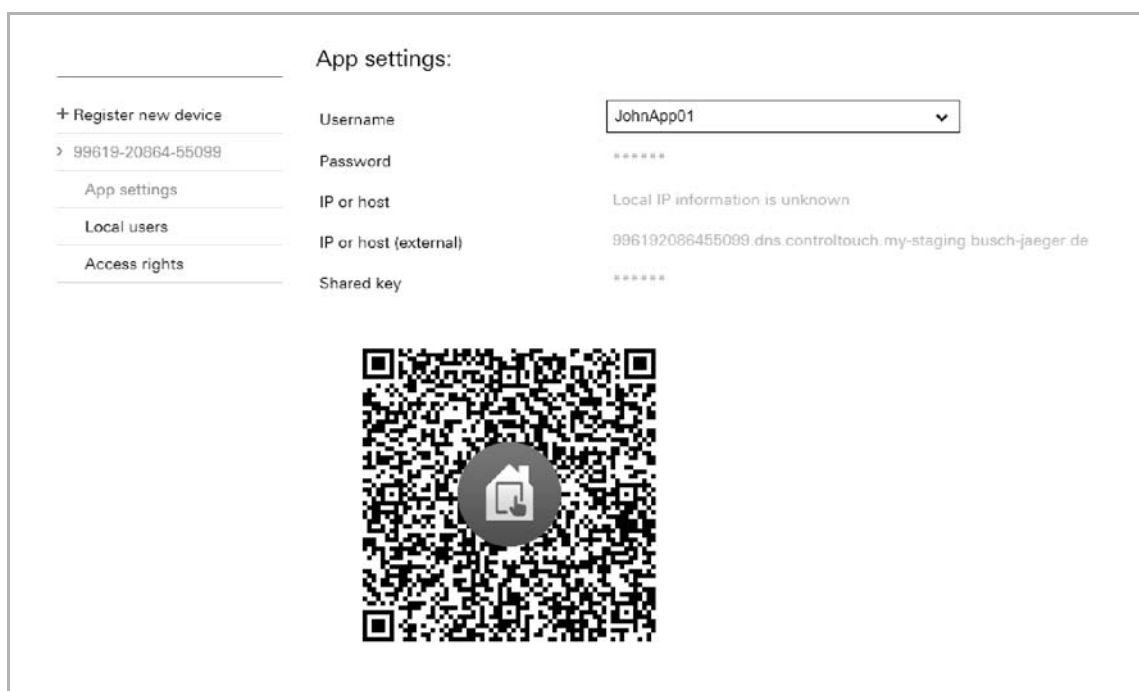 App settings:
+ Register new device
> 99619-20864-55099
App settings
Local users
Access rights
Username
JohnApp01
Password
******
IP or host
Local IP information is unknown
IP or host (external)
996192086455099.dns.controltouch.my-staging.busch-jaeger.de
Shared key
******